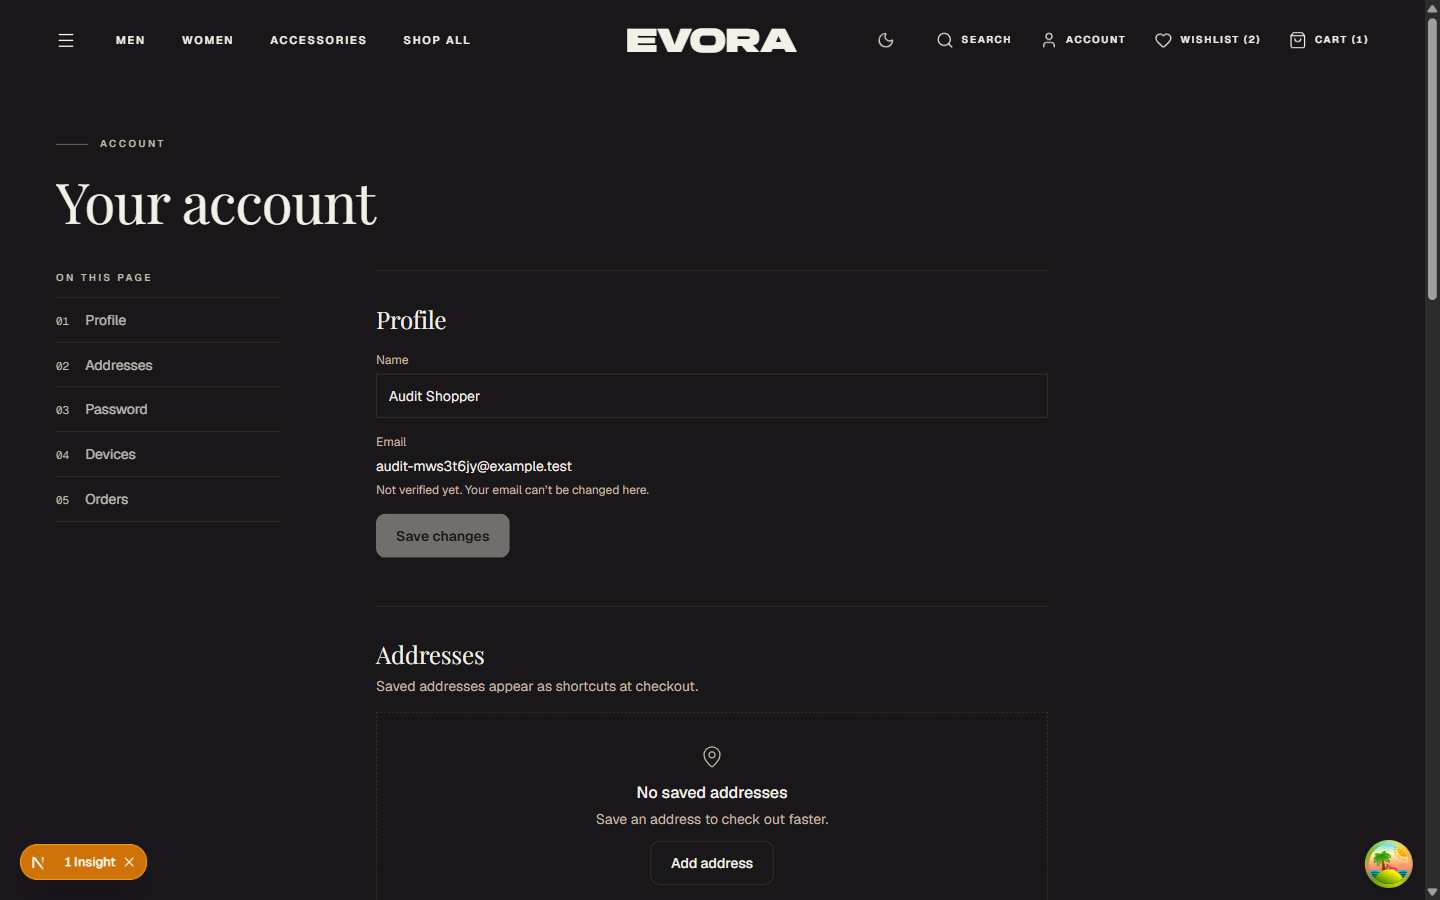 MEN WOMEN ACCESSORIES SHOP ALL EVORA SEARCH ACCOUNT WISHLIST (2) CART (1)
ACCOUNT
Your account
ON THIS PAGE
01 Profile
02 Addresses
03 Password
04 Devices
05 Orders
Profile
Name
Audit Shopper
Email
audit-mws3t6jy@example.test
Not verified yet. Your email can't be changed here.
Save changes
Addresses
Saved addresses appear as shortcuts at checkout.
No saved addresses
Save an address to check out faster.
Add address
N 1 Insight